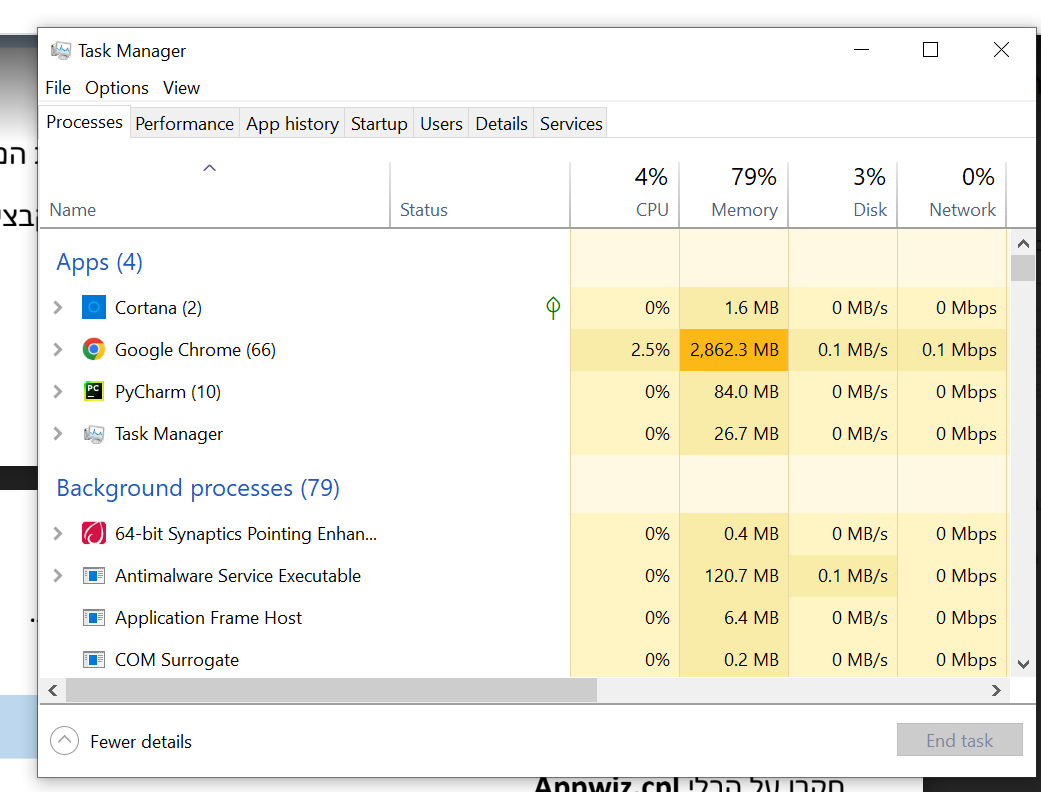 Task Manager
File Options View
Processes Performance App history Startup Users Details Services
4% 79% 3% 0%
Name Status CPU Memory Disk Network
Apps (4)
Cortana (2) 0% 1.6 MB 0 MB/s 0 Mbps
Google Chrome (66) 2.5% 2,862.3 MB 0.1 MB/s 0.1 Mbps
PC PyCharm (10) 0% 84.0 MB 0 MB/s 0 Mbps
Task Manager 0% 26.7 MB 0 MB/s 0 Mbps
Background processes (79)
64-bit Synaptics Pointing Enhan... 0% 0.4 MB 0 MB/s 0 Mbps
Antimalware Service Executable 0% 120.7 MB 0.1 MB/s 0 Mbps
Application Frame Host 0% 6.4 MB 0 MB/s 0 Mbps
COM Surrogate 0% 0.2 MB 0 MB/s 0 Mbps
Fewer details End task
חקרו על הכלי Appwiz.cpl